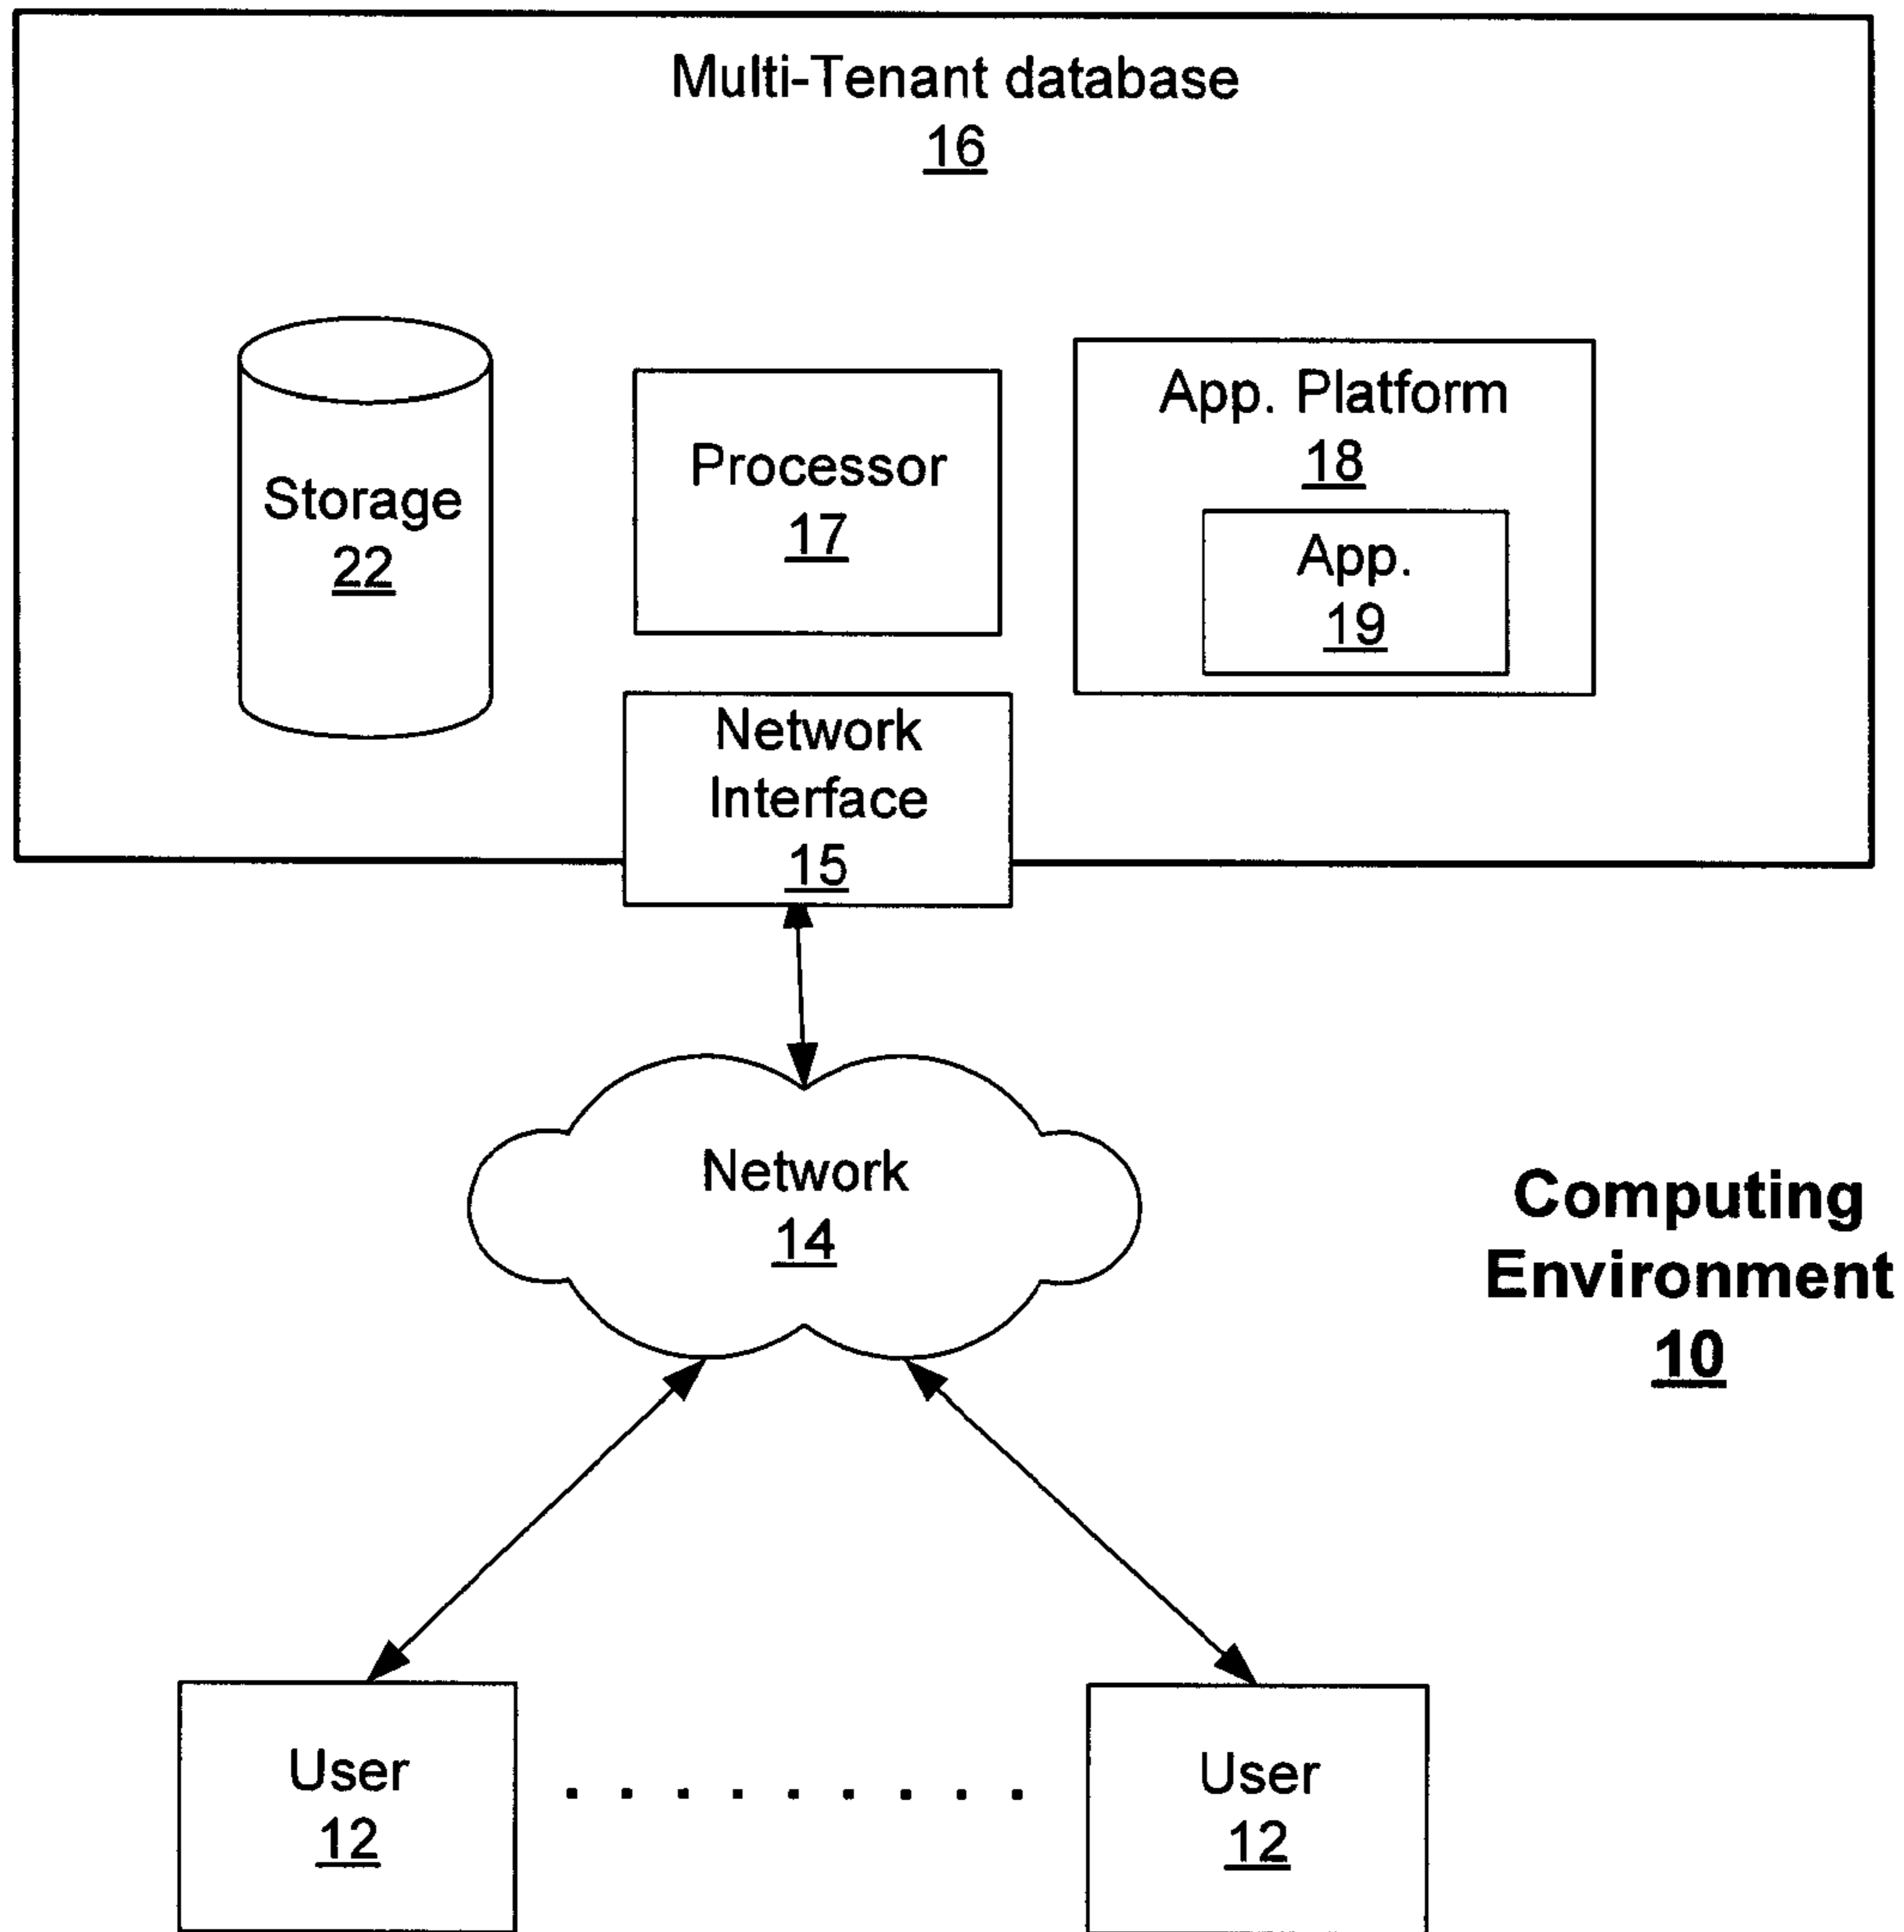 Multi-Tenant database
16
Storage
22
Processor
17
App. Platform
18
App.
19
Network
Interface
15
Network
14
Computing
Environment
10
User
12
User
12